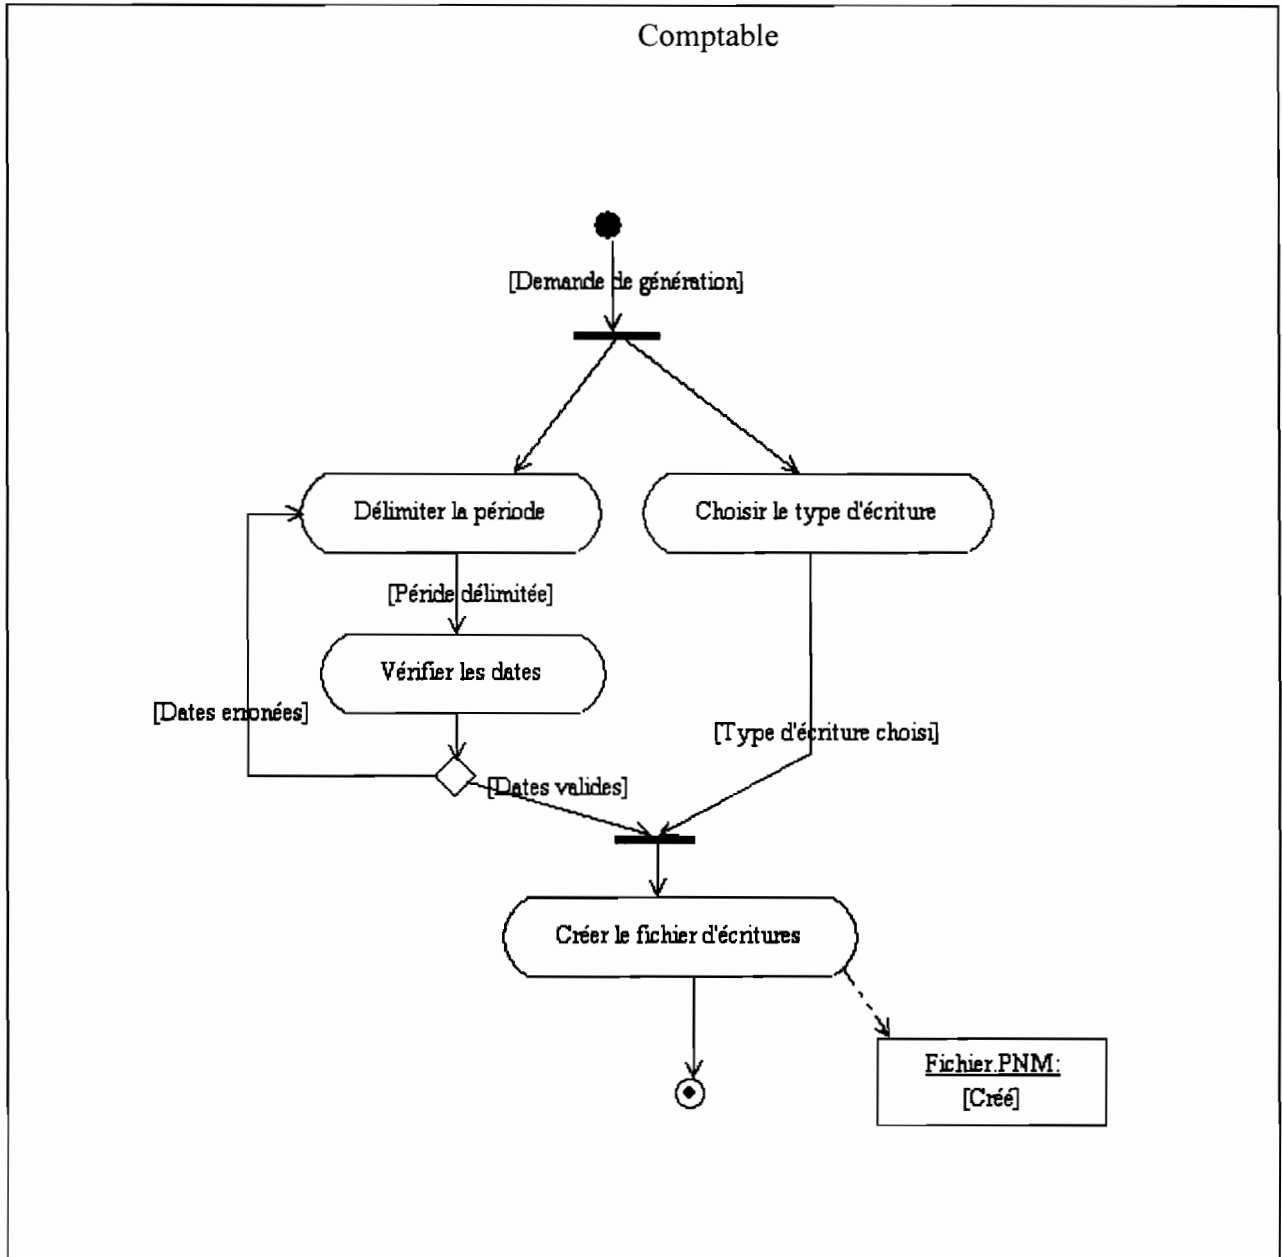 Comptable
[Demande de génération]
Délimiter la période
Choisir le type d'écriture
[Péride délimitée]
Vérifier les dates
[Dates erronées]
[Type d'écriture choisi]
[Dates valides]
Créer le fichier d'écritures
Fichier.PNM:
[Créé]